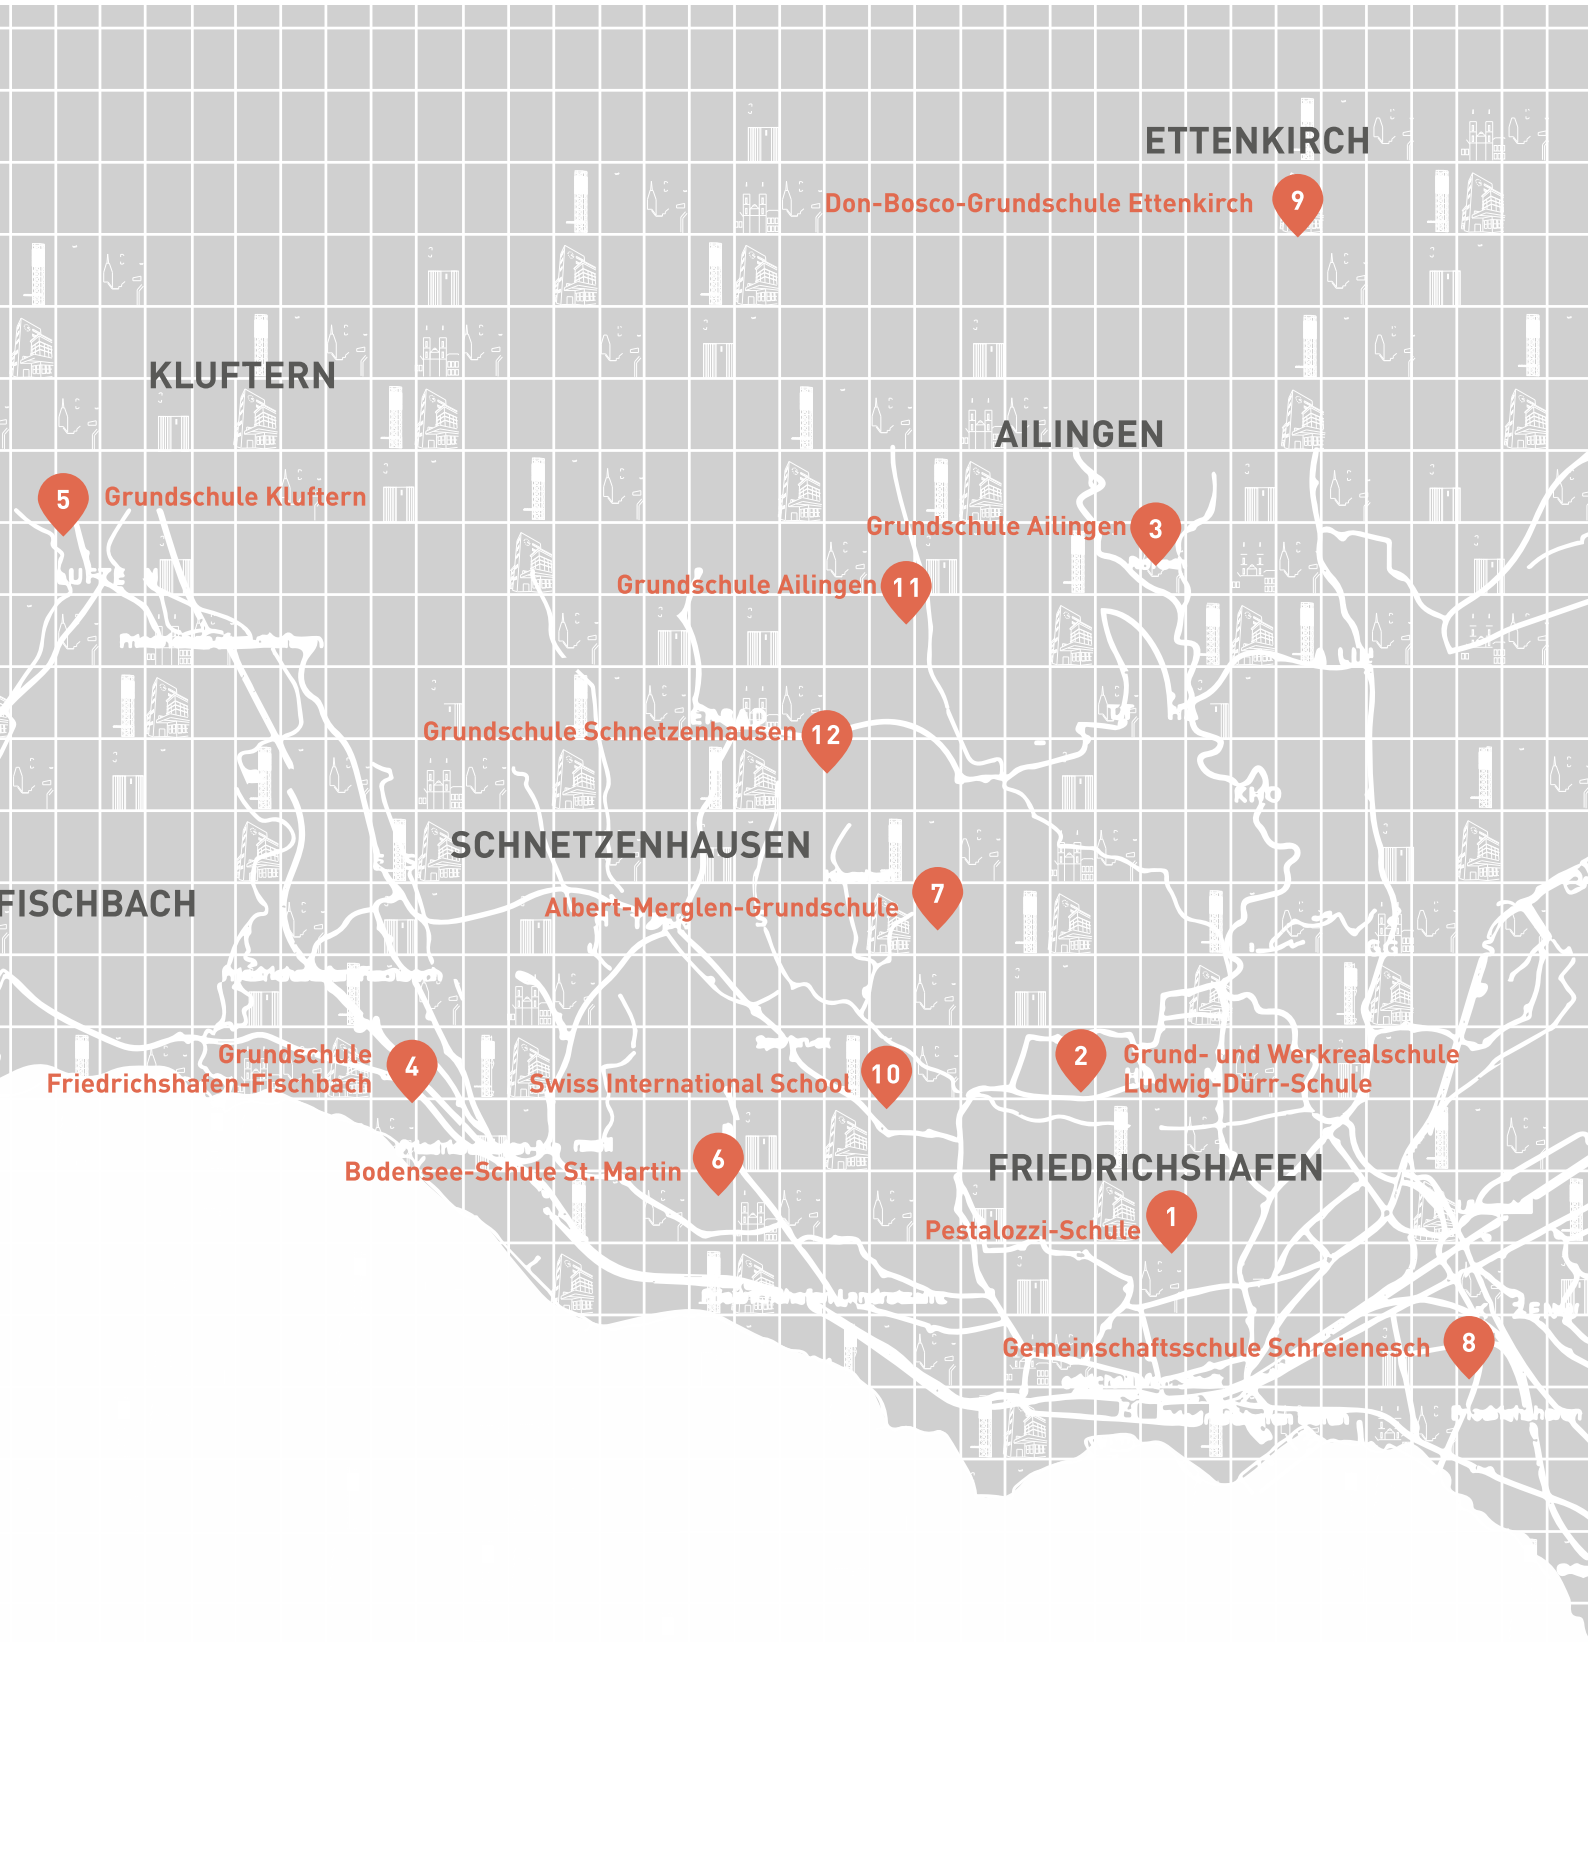 ETTENKIRCH
Don-Bosco-Grundschule Ettenkirch
9
KLUFTERN
AILINGEN
5
Grundschule Kluftern
Grundschule Ailingen
3
Grundschule Ailingen
11
Grundschule Schnetzenhausen
12
SCHNETZENHAUSEN
FISCHBACH
7
Albert-Merglen-Grundschule
Grundschule
Friedrichshafen-Fischbach
4
Swiss International School
10
2
Grund- und Werkrealschule
Ludwig-Dürr-Schule
Bodensee-Schule St. Martin
6
FRIEDRICHSHAFEN
Pestalozzi-Schule
1
Gemeinschaftsschule Schreienesch
8